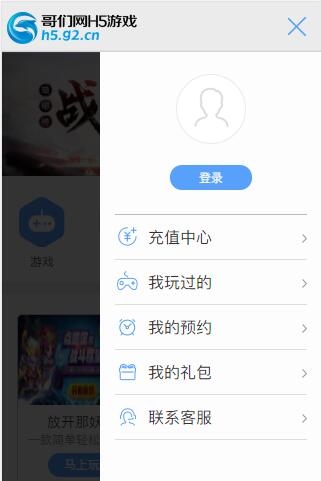 哥们网H5游戏
h5.g2.cn
战
登录
充值中心
我玩过的
我的预约
我的礼包
联系客服
游戏
放开那妖
一款简单轻松
马上玩